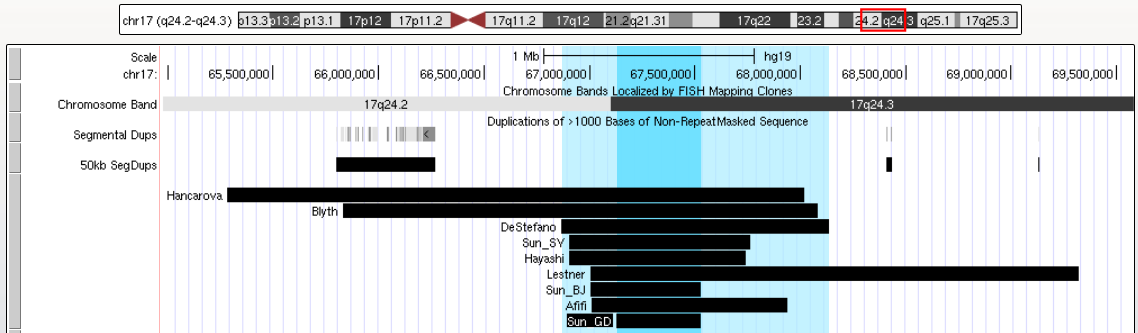 chr17 (q24.2-q24.3) p13.3 p13.2 p13.1 17p12 17p11.2 17q11.2 17q12 21.2 q21.31 17q22 23.2 24.2 q24.3 q25.1 17q25.3
Scale 1 Mb hg19
chr17: 65,500,000 66,000,000 66,500,000 67,000,000 67,500,000 68,000,000 68,500,000 69,000,000 69,500,000
Chromosome Bands Localized by FISH Mapping Clones
Chromosome Band 17q24.2 17q24.3
Duplications of >1000 Bases of Non-RepeatMasked Sequence
Segmental Dups <
50kb SegDups
Hancarova
Blyth
DeStefano
Sun_SV
Hayashi
Lestner
Sun_BJ
Afifi
Sun GD